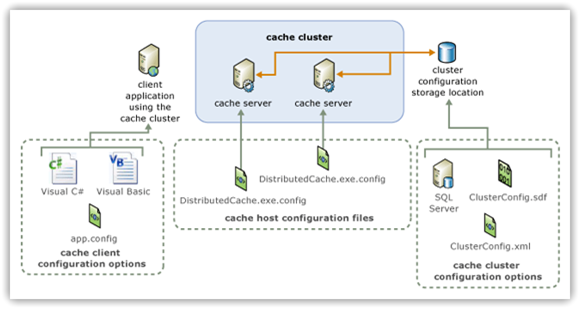 cache cluster
client
application
using the
cache cluster
cache server
cache server
cluster
configuration
storage location
C#
Visual C#
VB
Visual Basic
app.config
cache client
configuration options
DistributedCache.exe.config
DistributedCache.exe.config
cache host configuration files
SQL
Server
ClusterConfig.sdf
ClusterConfig.xml
cache cluster
configuration options